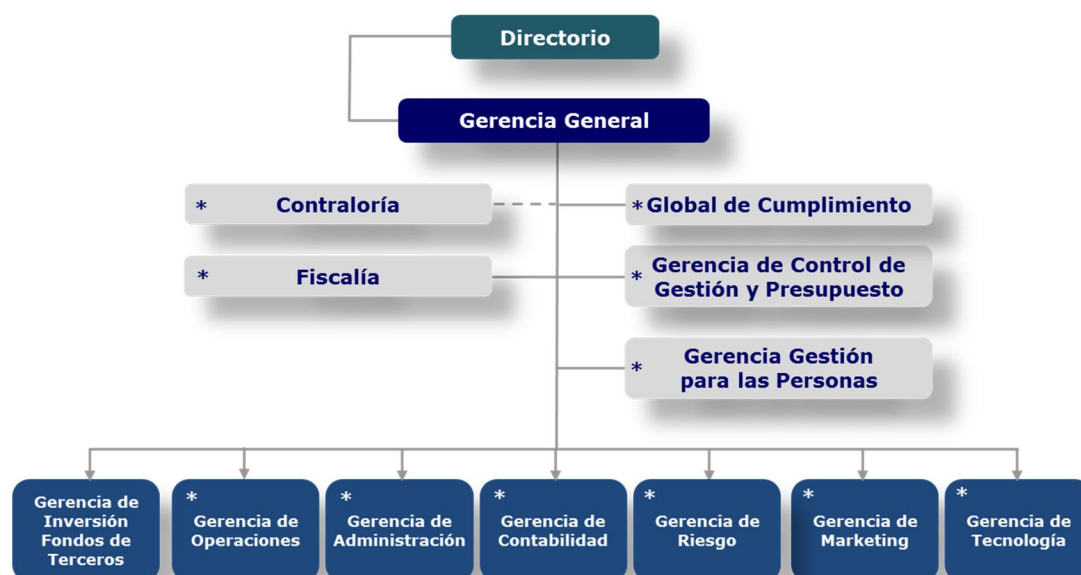 Directorio
Gerencia General
* Contraloría
* Global de Cumplimiento
* Fiscalía
* Gerencia de Control de
Gestión y Presupuesto
* Gerencia Gestión
para las Personas
Gerencia de
Inversión
Fondos de
Terceros
*
Gerencia de
Operaciones
*
Gerencia de
Administración
*
Gerencia de
Contabilidad
*
Gerencia de
Riesgo
*
Gerencia de
Marketing
*
Gerencia de
Tecnología